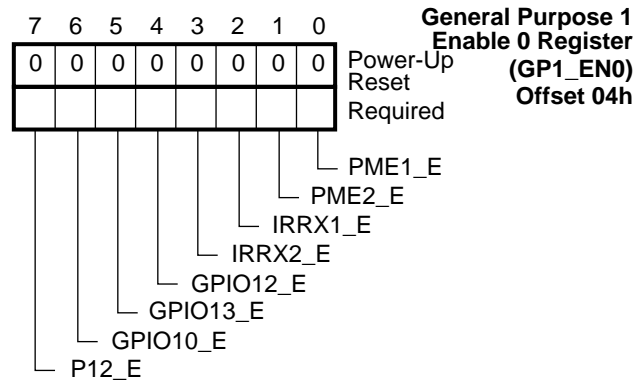 General Purpose 1
Enable 0 Register
(GP1_EN0)
Offset 04h
7 6 5 4 3 2 1 0
0 0 0 0 0 0 0 0 Power-Up
Reset
Required
PME1_E
PME2_E
IRRX1_E
IRRX2_E
GPIO12_E
GPIO13_E
GPIO10_E
P12_E